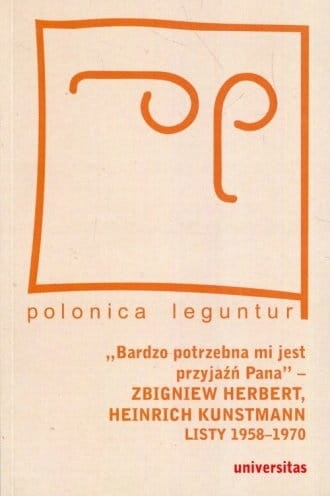 polonica leguntur
„Bardzo potrzebna mi jest
przyjaźń Pana” –
ZBIGNIEW HERBERT,
HEINRICH KUNSTMANN
LISTY 1958–1970
universitas